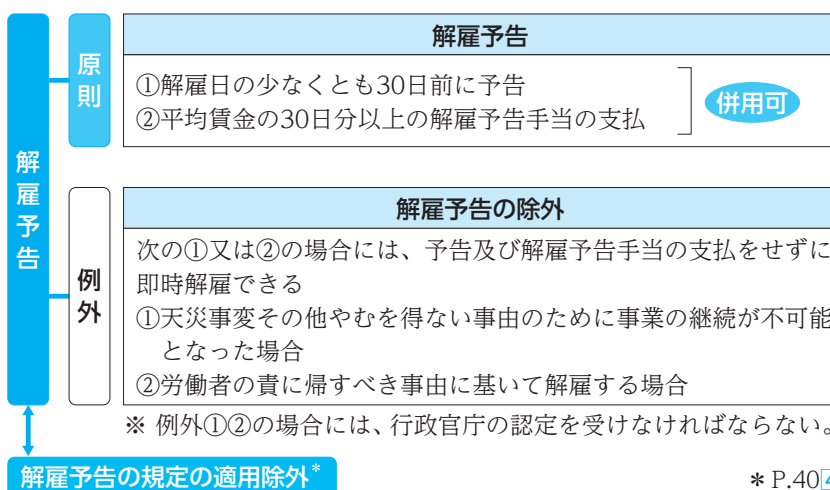 解雇予告
原則
解雇予告
①解雇日の少なくとも30日前に予告
②平均賃金の30日分以上の解雇予告手当の支払
併用可
例外
解雇予告の除外
次の①又は②の場合には、予告及び解雇予告手当の支払をせずに
即時解雇できる
①天災事変その他やむを得ない事由のために事業の継続が不可能
となった場合
②労働者の責に帰すべき事由に基いて解雇する場合
※ 例外①②の場合には、行政官庁の認定を受けなければならない。
解雇予告の規定の適用除外*
* P.40 4